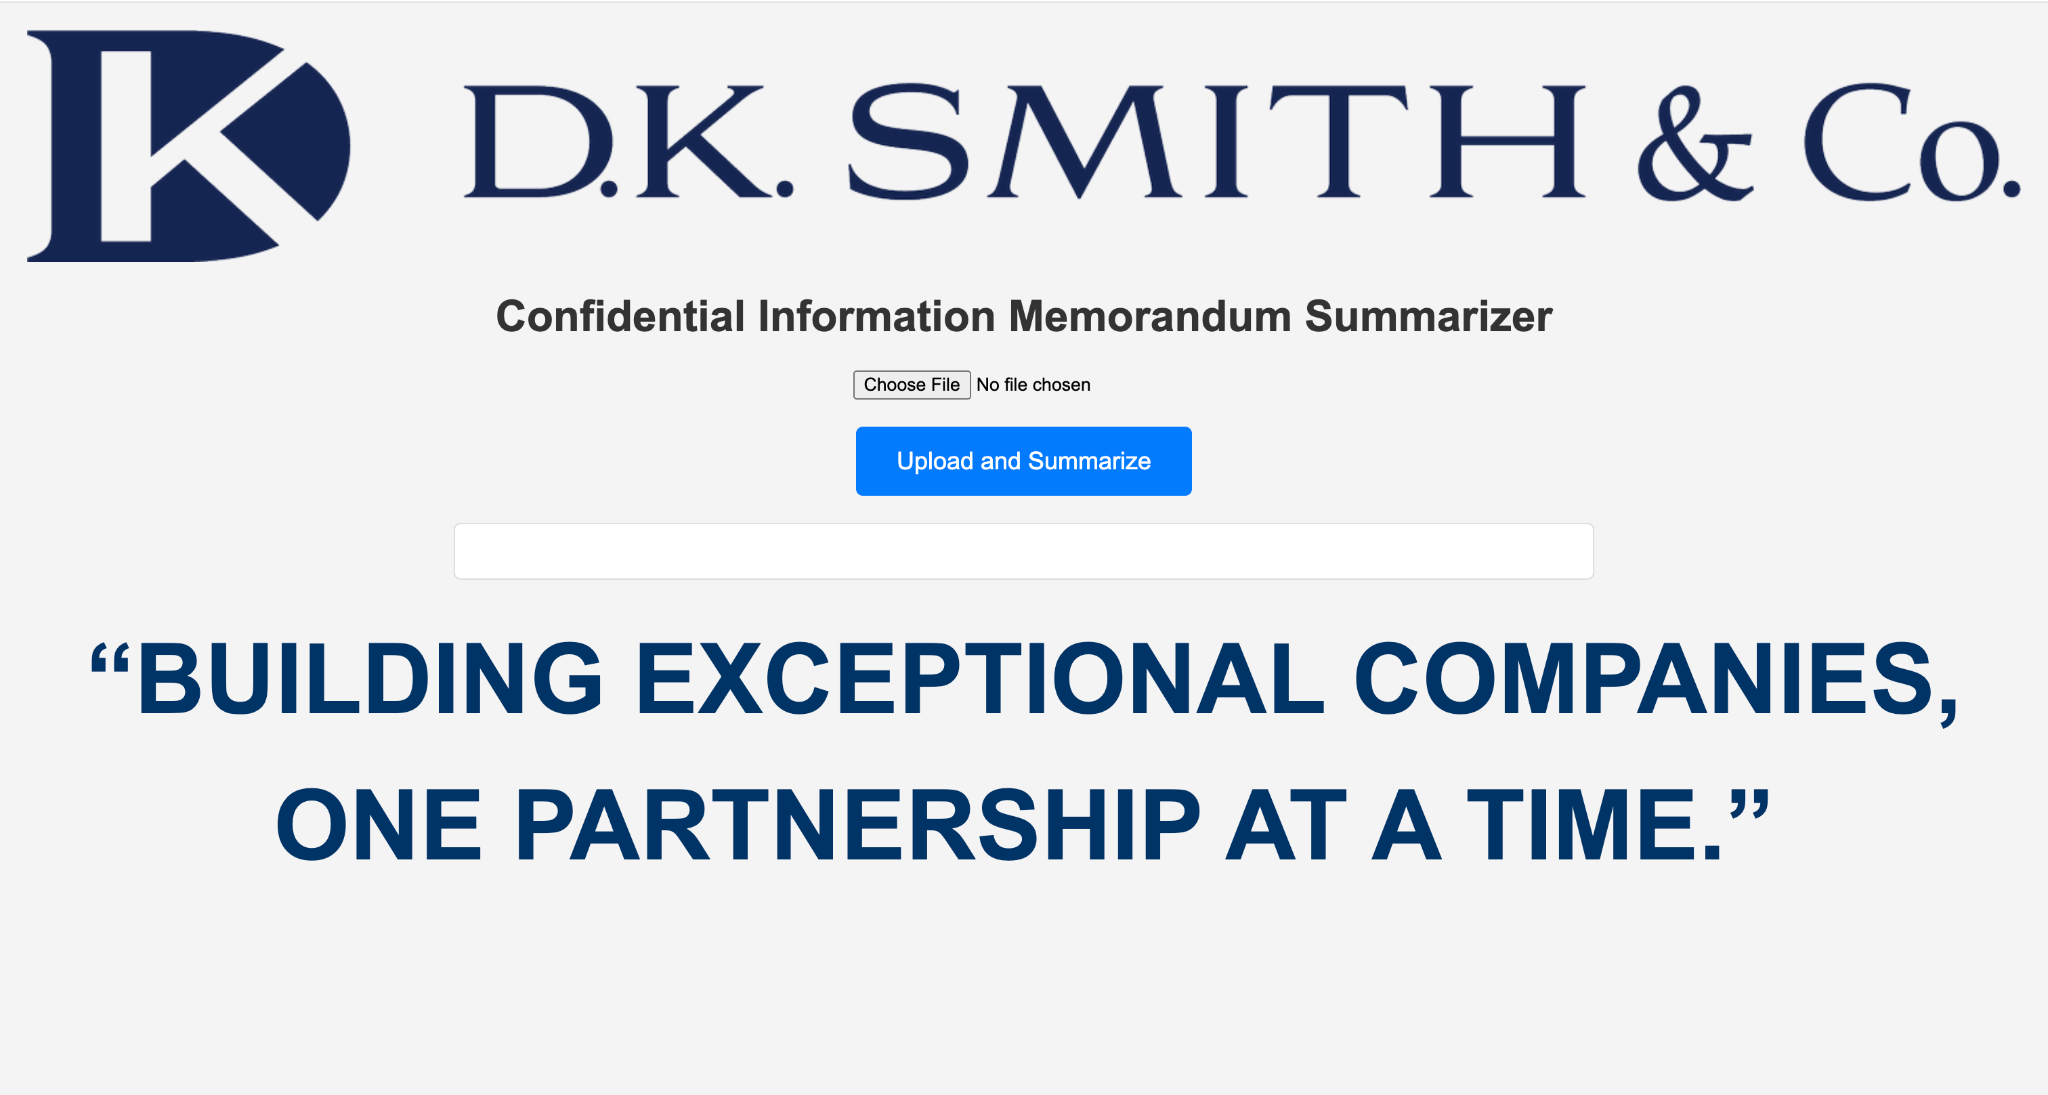 DK
D.K. SMITH & Co.
Confidential Information Memorandum Summarizer
Choose File No file chosen
Upload and Summarize
“BUILDING EXCEPTIONAL COMPANIES,
ONE PARTNERSHIP AT A TIME.”